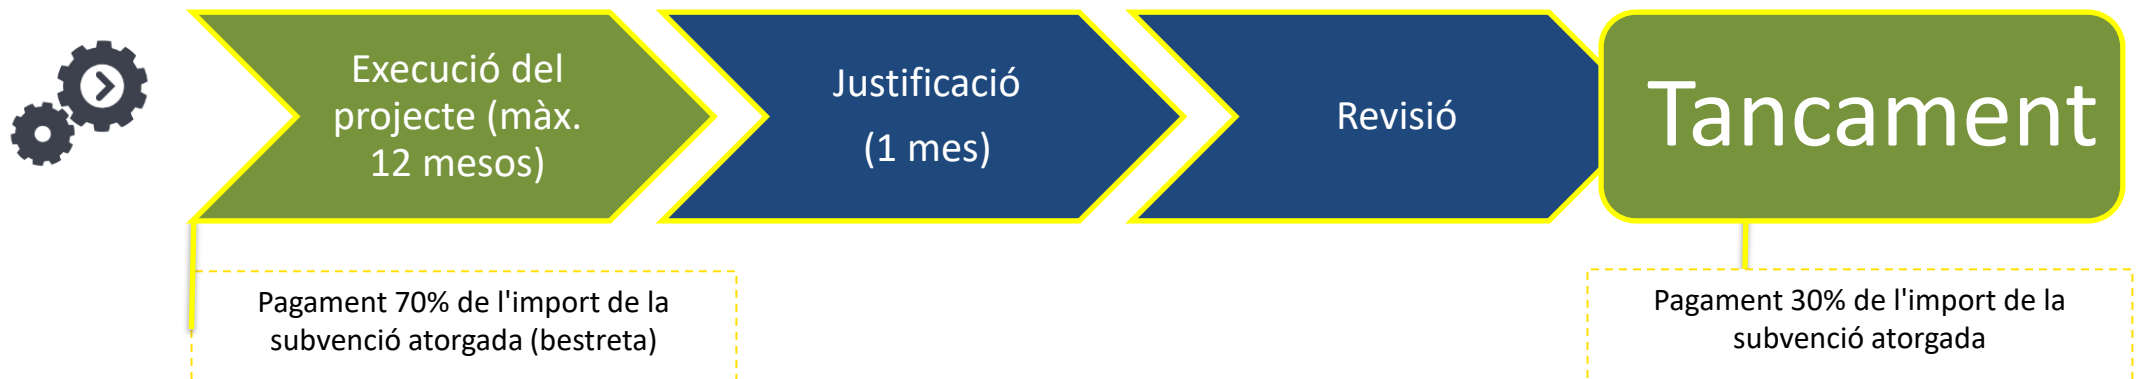 Execució del
projecte (màx.
12 mesos)
Justificació
(1 mes)
Revisió
Tancament
Pagament 70% de l'import de la
subvenció atorgada (bestreta)
Pagament 30% de l'import de la
subvenció atorgada